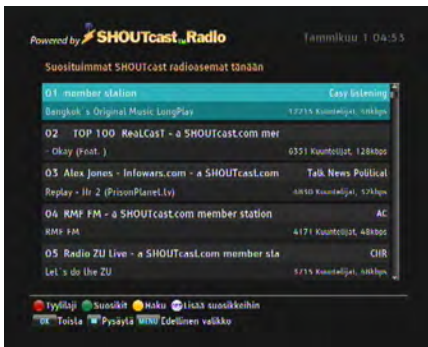 Powered by SHOUTcast Radio
Tammikuu 1 04:53
Suosituimmat SHOUTcast radioasemat tänään
01 member station Easy listening
Bangkok`s Original Music LongPlay Kuuntelijat,
02 TOP 100 ReaLCasT - a SHOUTcast.com mer
- Okay (Feat. ) 6351 Kuuntelijat, 128kbps
03 Alex Jones - Infowars.com - a SHOUTcast.com Talk News Political
Replay - Hr 2 (PrisonPlanet.tv) Kuuntelijat,
04 RMF FM - a SHOUTcast.com member station AC
RMF FM 4171 Kuuntelijat, 48kbps
05 Radio ZU Live - a SHOUTcast.com member sta CHR
Let`s do the ZU Kuuntelijat,
Tyylilaji Suosikit Haku Lisää suosikkeihin
OK Toista Pysäytä MENU Edellinen valikko